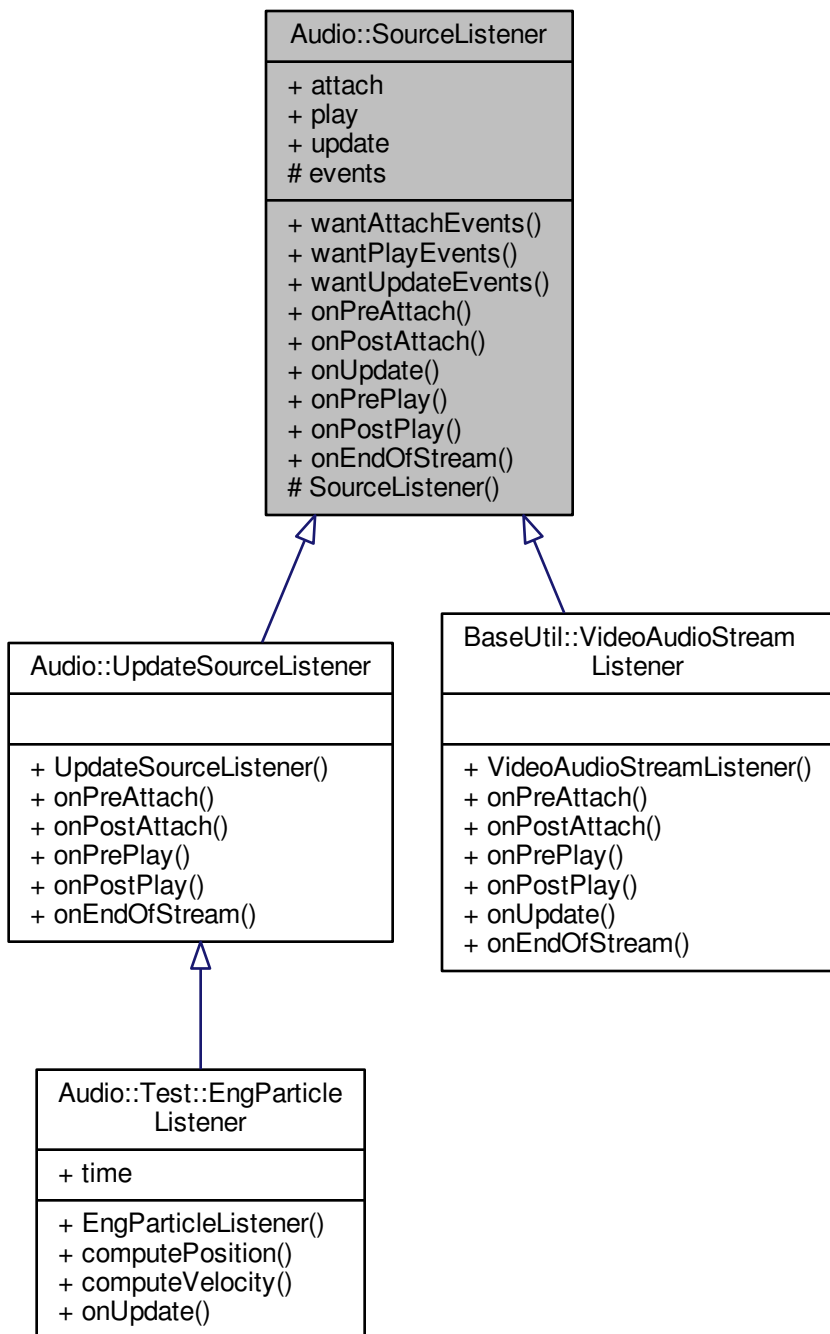 Audio::SourceListener
+ attach
+ play
+ update
# events
+ wantAttachEvents()
+ wantPlayEvents()
+ wantUpdateEvents()
+ onPreAttach()
+ onPostAttach()
+ onUpdate()
+ onPrePlay()
+ onPostPlay()
+ onEndOfStream()
# SourceListener()
Audio::UpdateSourceListener
+ UpdateSourceListener()
+ onPreAttach()
+ onPostAttach()
+ onPrePlay()
+ onPostPlay()
+ onEndOfStream()
BaseUtil::VideoAudioStream
Listener
+ VideoAudioStreamListener()
+ onPreAttach()
+ onPostAttach()
+ onPrePlay()
+ onPostPlay()
+ onUpdate()
+ onEndOfStream()
Audio::Test::EngParticle
Listener
+ time
+ EngParticleListener()
+ computePosition()
+ computeVelocity()
+ onUpdate()